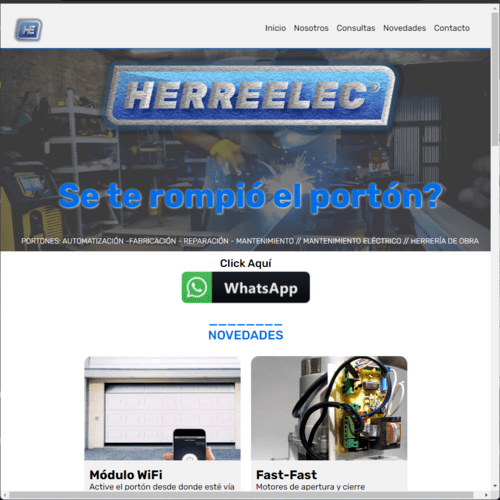 HE
Inicio Nosotros Consultas Novedades Contacto
HERREELEC®
Se te rompió el portón?
PORTONES: AUTOMATIZACIÓN -FABRICACIÓN - REPARACIÓN - MANTENIMIENTO // MANTENIMIENTO ELÉCTRICO // HERRERÍA DE OBRA
Click Aquí
WhatsApp
________
NOVEDADES
Módulo WiFi
Active el portón desde donde esté vía
Fast-Fast
Motores de apertura y cierre